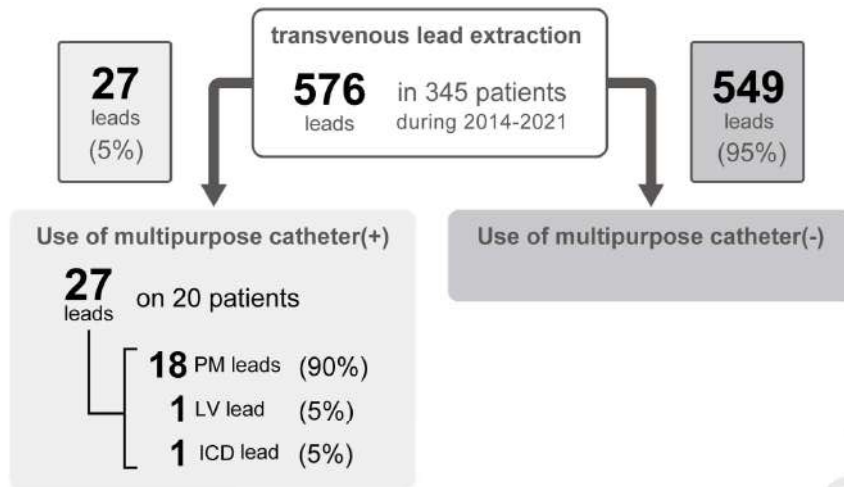 transvenous lead extraction
576 leads in 345 patients during 2014-2021
27
leads
(5%)
549
leads
(95%)
Use of multipurpose catheter(+)
27 leads on 20 patients
18 PM leads (90%)
1 LV lead (5%)
1 ICD lead (5%)
Use of multipurpose catheter(-)